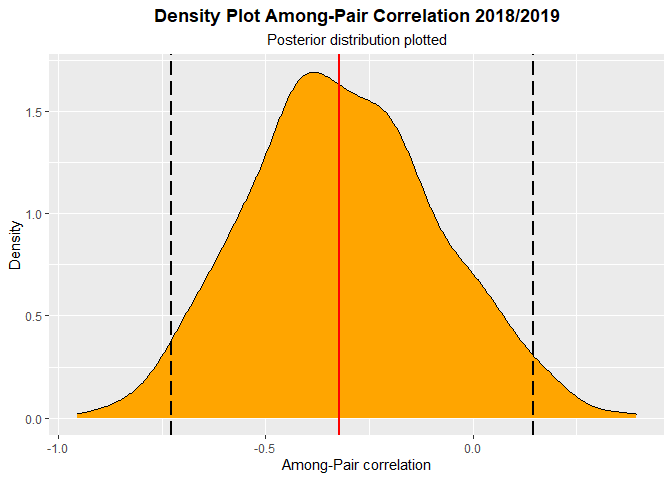 Density Plot Among-Pair Correlation 2018/2019
Posterior distribution plotted
1.5
1.0
0.5
0.0
Density
-1.0
-0.5
0.0
Among-Pair correlation